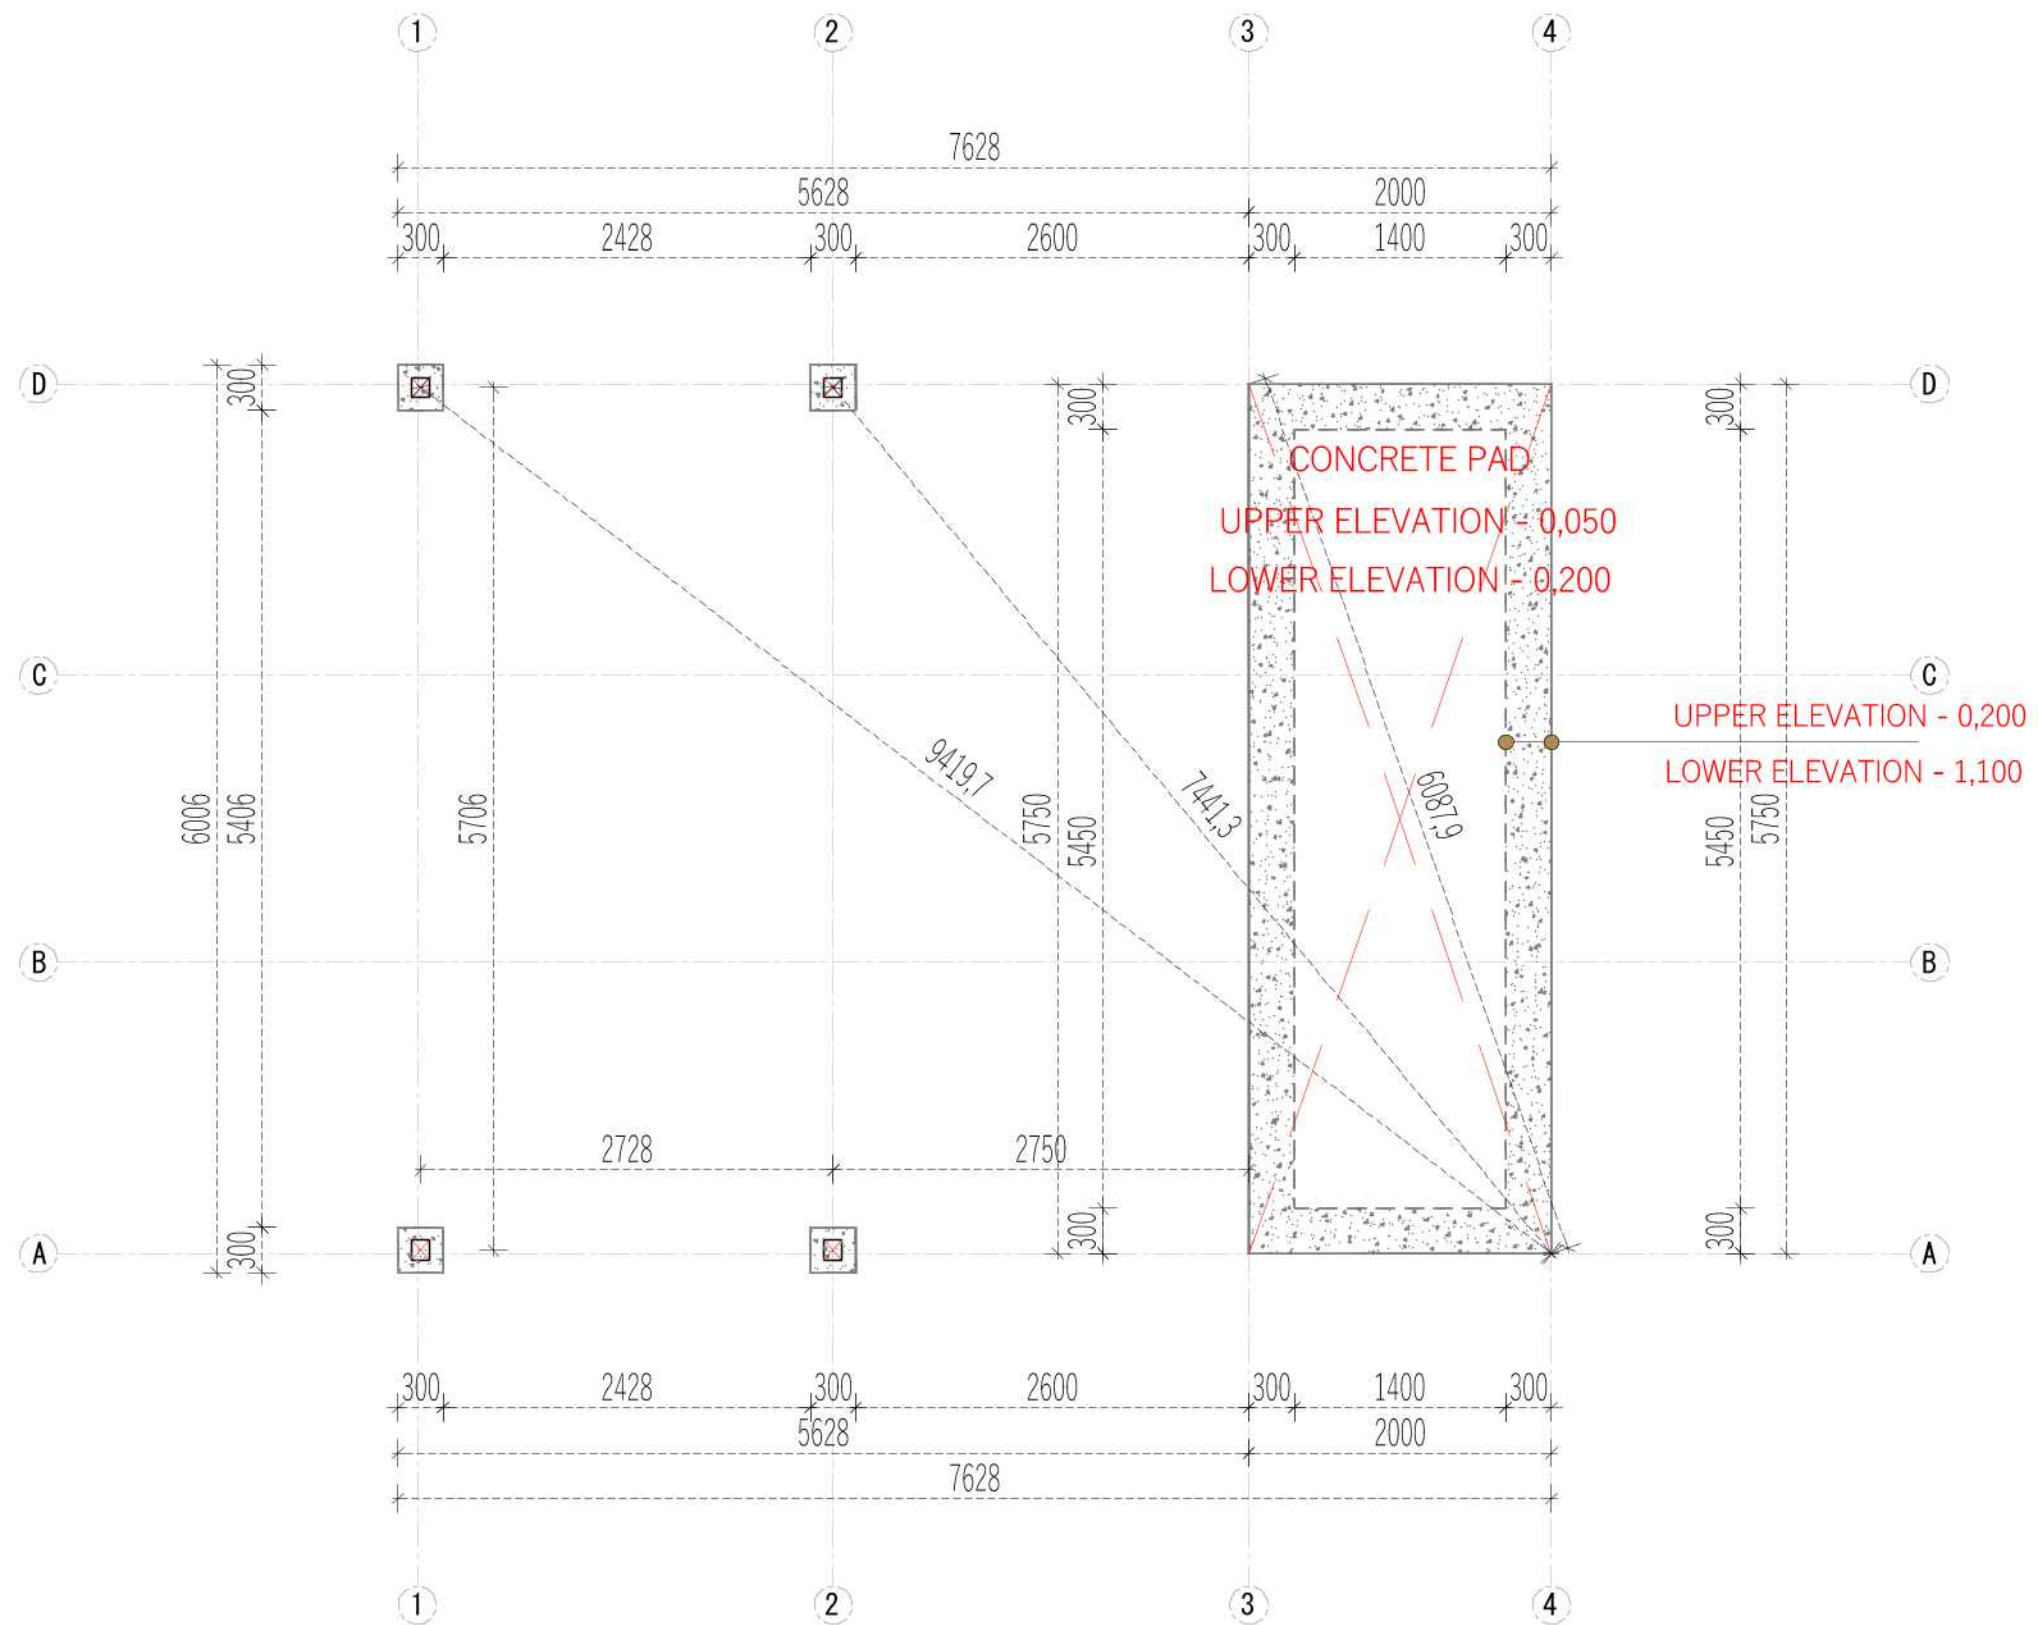 1 2 3 4
7628
5628 2000
300 2428 300 2600 300 1400 300
D D
300 300 300
CONCRETE PAD
UPPER ELEVATION - 0,050
LOWER ELEVATION - 0,200
C C
UPPER ELEVATION - 0,200
LOWER ELEVATION - 1,100
9419,7 7441,3 6087,9
6006 5406 5706 5750 5450 5450 5750
B B
2728 2750
300 300 300
A A
300 2428 300 2600 300 1400 300
5628 2000
7628
1 2 3 4